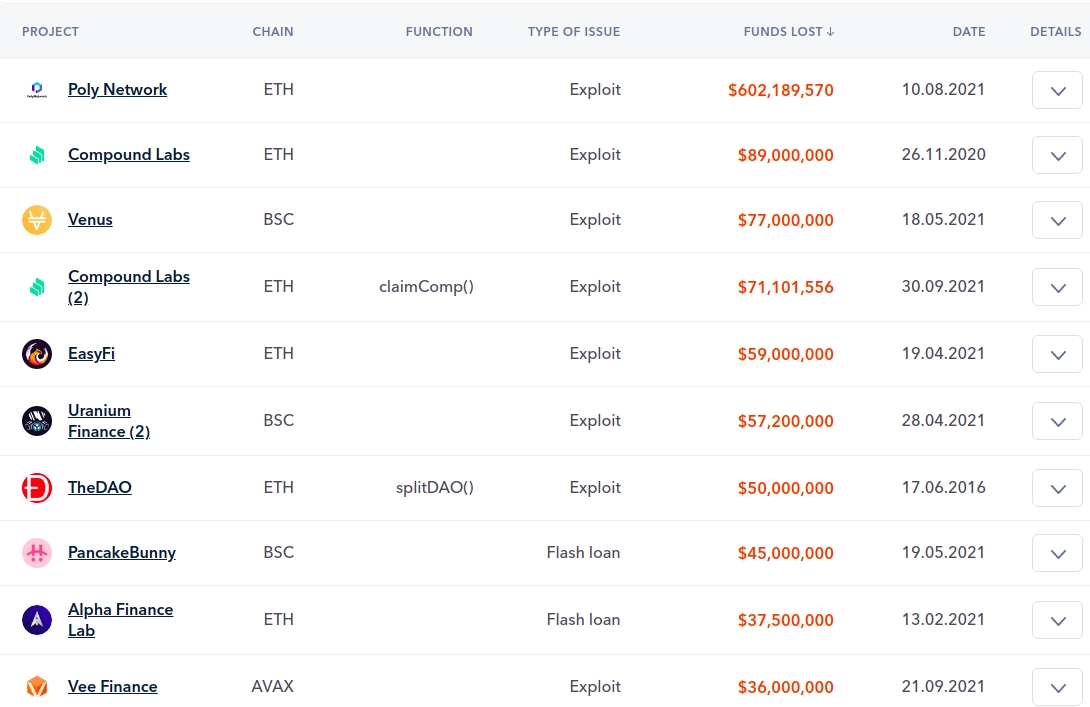 PROJECT CHAIN FUNCTION TYPE OF ISSUE FUNDS LOST ↓ DATE DETAILS
Poly Network ETH Exploit $602,189,570 10.08.2021
Compound Labs ETH Exploit $89,000,000 26.11.2020
Venus BSC Exploit $77,000,000 18.05.2021
Compound Labs
(2) ETH claimComp() Exploit $71,101,556 30.09.2021
EasyFi ETH Exploit $59,000,000 19.04.2021
Uranium
Finance (2) BSC Exploit $57,200,000 28.04.2021
TheDAO ETH splitDAO() Exploit $50,000,000 17.06.2016
PancakeBunny BSC Flash loan $45,000,000 19.05.2021
Alpha Finance
Lab ETH Flash loan $37,500,000 13.02.2021
Vee Finance AVAX Exploit $36,000,000 21.09.2021